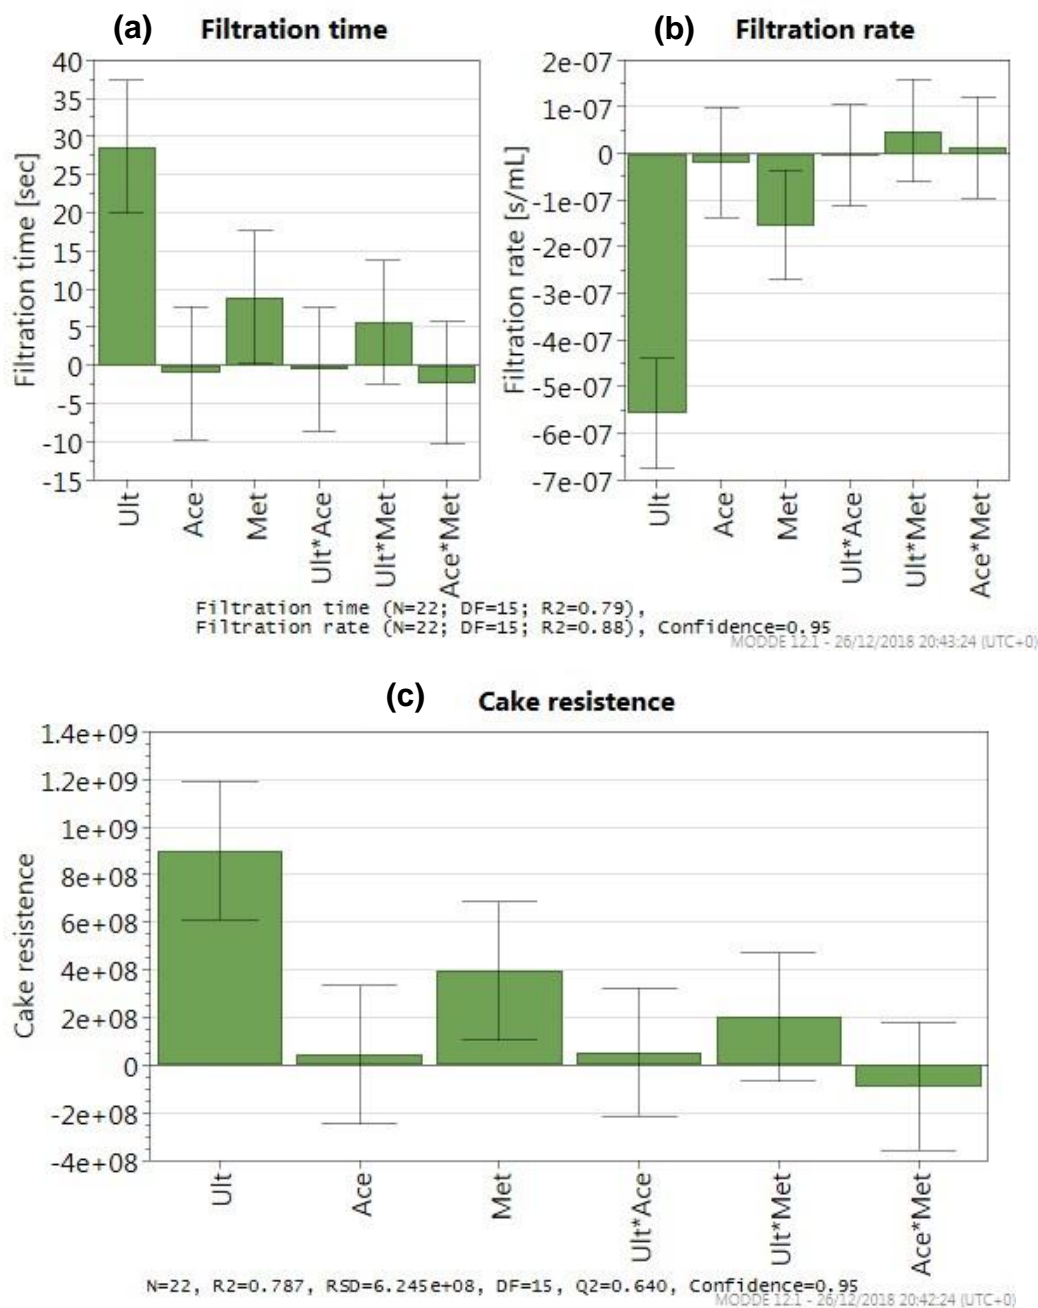 (a) Filtration time
40
35
30
25
20
15
10
5
0
-5
-10
-15
Filtration time [sec]
Ult
Ace
Met
Ult*Ace
Ult*Met
Ace*Met
(b) Filtration rate
2e-07
1e-07
0
-1e-07
-2e-07
-3e-07
-4e-07
-5e-07
-6e-07
-7e-07
Filtration rate [s/mL]
Ult
Ace
Met
Ult*Ace
Ult*Met
Ace*Met
Filtration time (N=22; DF=15; R2=0.79),
Filtration rate (N=22; DF=15; R2=0.88), Confidence=0.95
MODDE 12.1 - 26/12/2018 20:43:24 (UTC+0)
(c) Cake resistence
1.4e+09
1.2e+09
1e+09
8e+08
6e+08
4e+08
2e+08
0
-2e+08
-4e+08
Cake resistence
Ult
Ace
Met
Ult*Ace
Ult*Met
Ace*Met
N=22, R2=0.787, RSD=6.245e+08, DF=15, Q2=0.640, Confidence=0.95
MODDE 12.1 - 26/12/2018 20:42:24 (UTC+0)